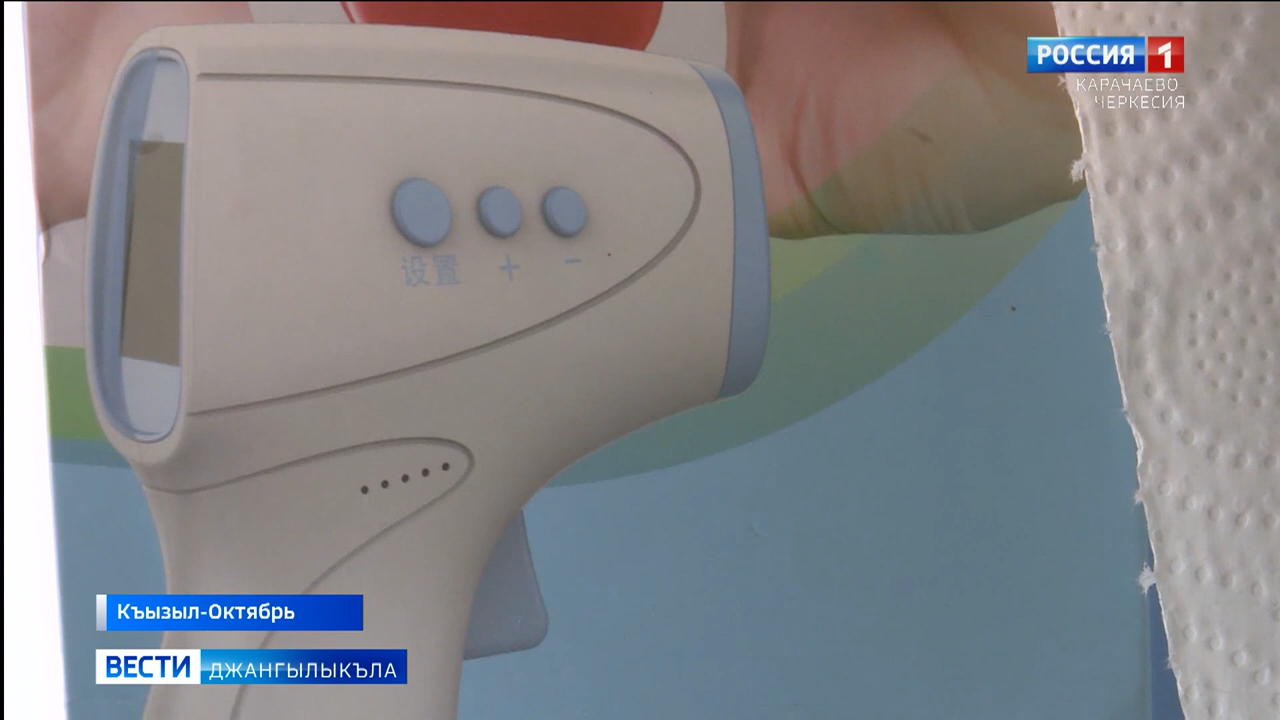 РОССИЯ 1
КАРАЧАЕВО
ЧЕРКЕСИЯ
设置 + −
Къызыл-Октябрь
ВЕСТИ ДЖАНГЫЛЫКЪЛА